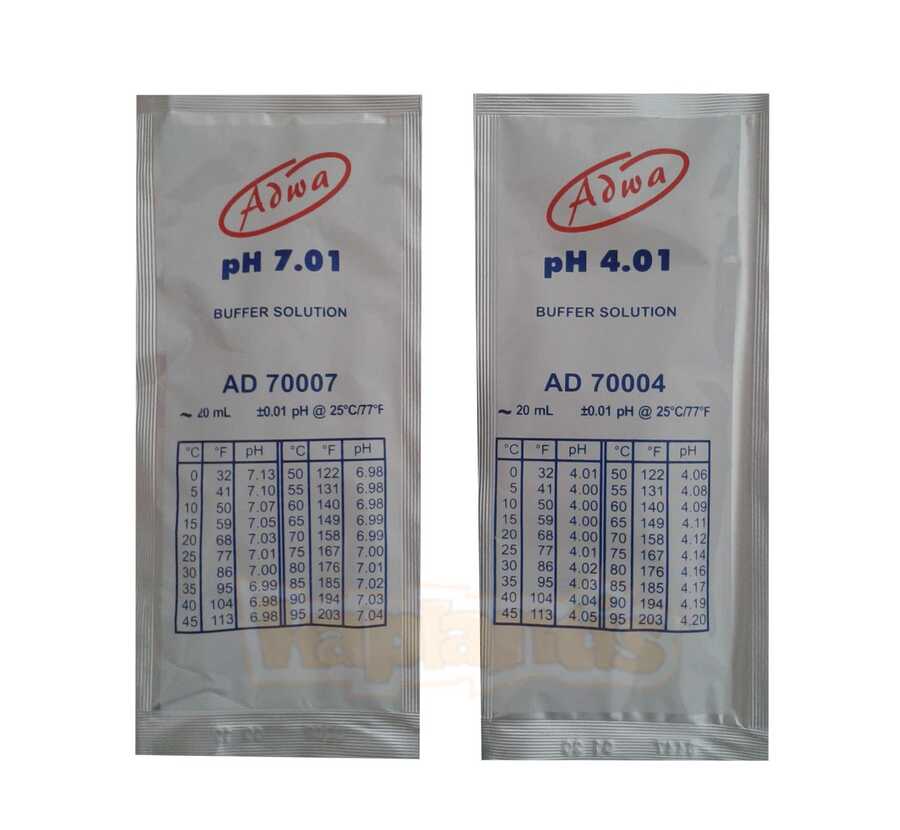 Adwa
pH 7.01
BUFFER SOLUTION
AD 70007
~ 20 mL ±0.01 pH @ 25°C/77°F
°C °F pH °C °F pH
0 32 7.13 50 122 6.98
5 41 7.10 55 131 6.98
10 50 7.07 60 140 6.98
15 59 7.05 65 149 6.99
20 68 7.03 70 158 6.99
25 77 7.01 75 167 7.00
30 86 7.00 80 176 7.01
35 95 6.99 85 185 7.02
40 104 6.98 90 194 7.03
45 113 6.98 95 203 7.04
Adwa
pH 4.01
BUFFER SOLUTION
AD 70004
~ 20 mL ±0.01 pH @ 25°C/77°F
°C °F pH °C °F pH
0 32 4.01 50 122 4.06
5 41 4.00 55 131 4.08
10 50 4.00 60 140 4.09
15 59 4.00 65 149 4.11
20 68 4.00 70 158 4.12
25 77 4.01 75 167 4.14
30 86 4.02 80 176 4.16
35 95 4.03 85 185 4.17
40 104 4.04 90 194 4.19
45 113 4.05 95 203 4.20